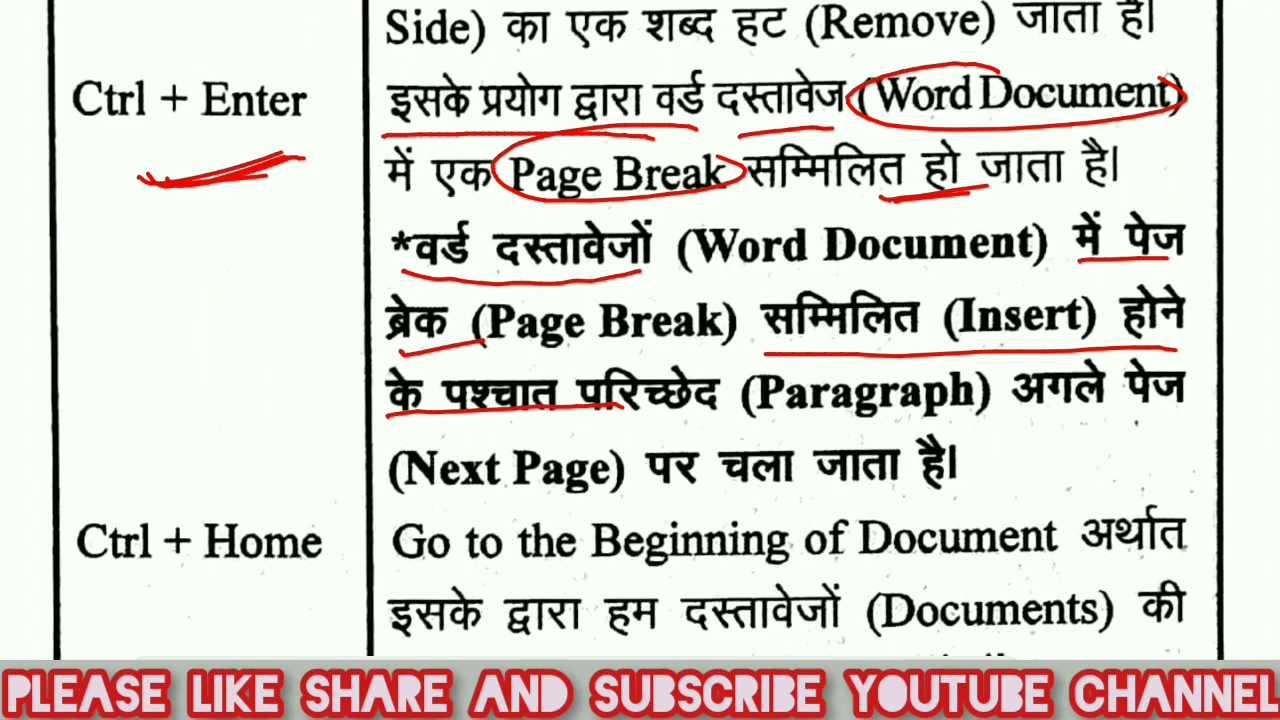 Side) का एक शब्द हट (Remove) जाता है।
Ctrl + Enter इसके प्रयोग द्वारा वर्ड दस्तावेज (Word Document)
में एक Page Break सम्मिलित हो जाता है।
*वर्ड दस्तावेजों (Word Document) में पेज
ब्रेक (Page Break) सम्मिलित (Insert) होने
के पश्चात परिच्छेद (Paragraph) अगले पेज
(Next Page) पर चला जाता है।
Ctrl + Home Go to the Beginning of Document अर्थात
इसके द्वारा हम दस्तावेजों (Documents) की
PLEASE LIKE SHARE AND SUBSCRIBE YOUTUBE CHANNEL